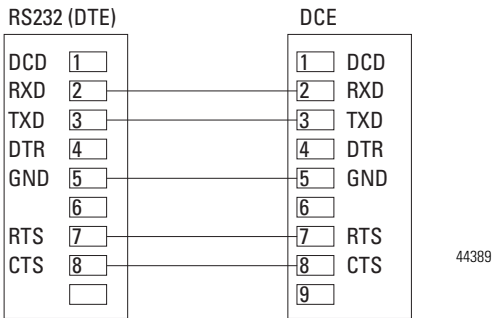 RS232 (DTE) DCE
DCD 1 1 DCD
RXD 2 2 RXD
TXD 3 3 TXD
DTR 4 4 DTR
GND 5 5 GND
6 6
RTS 7 7 RTS
CTS 8 8 CTS
9
44389